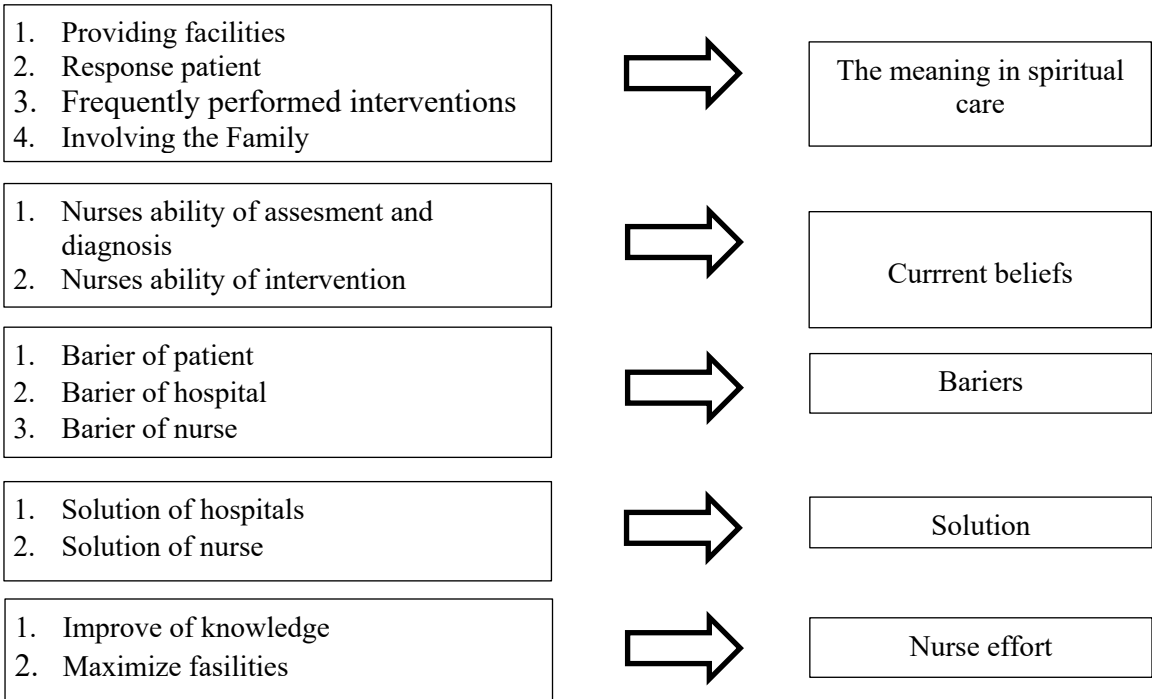 1. Providing facilities
2. Response patient
3. Frequently performed interventions
4. Involving the Family
The meaning in spiritual
care
1. Nurses ability of assesment and
diagnosis
2. Nurses ability of intervention
Currrent beliefs
1. Barier of patient
2. Barier of hospital
3. Barier of nurse
Bariers
1. Solution of hospitals
2. Solution of nurse
Solution
1. Improve of knowledge
2. Maximize fasilities
Nurse effort